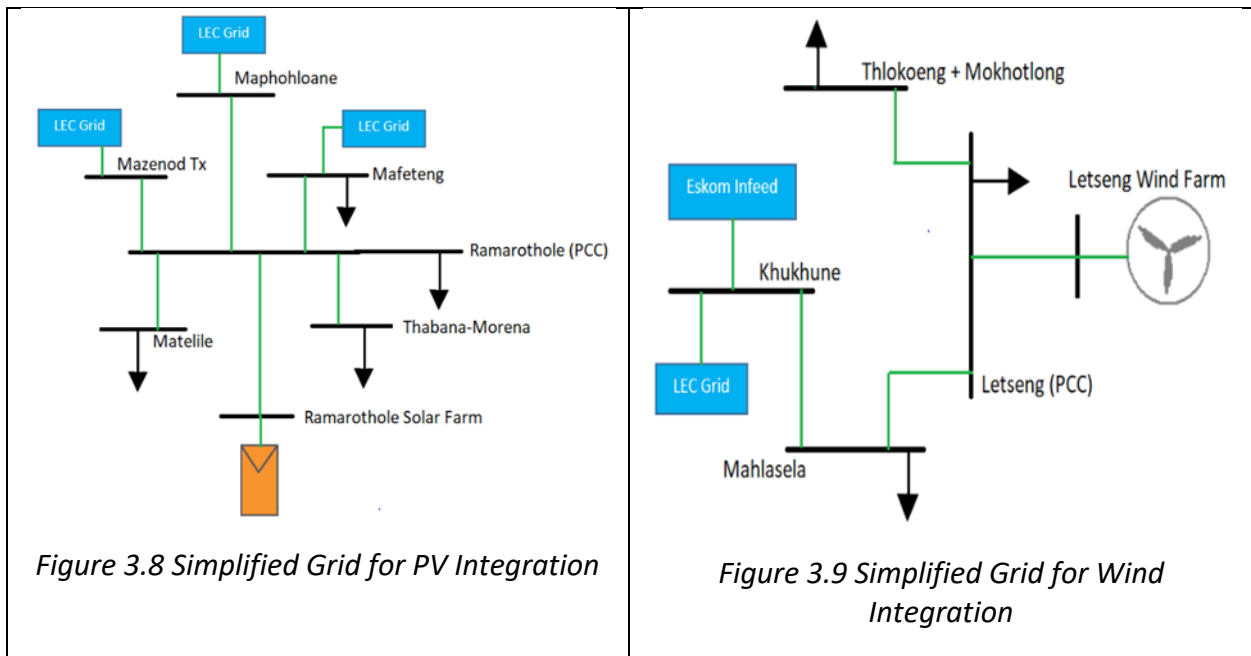 LEC Grid
Maphohloane
LEC Grid
LEC Grid
Mazenod Tx
Mafeteng
Ramarothole (PCC)
Matelile
Thabana-Morena
Ramarothole Solar Farm
Figure 3.8 Simplified Grid for PV Integration
Thlokoeng + Mokhotlong
Eskom Infeed
Letseng Wind Farm
Khukhune
LEC Grid
Letseng (PCC)
Mahlasela
Figure 3.9 Simplified Grid for Wind
Integration